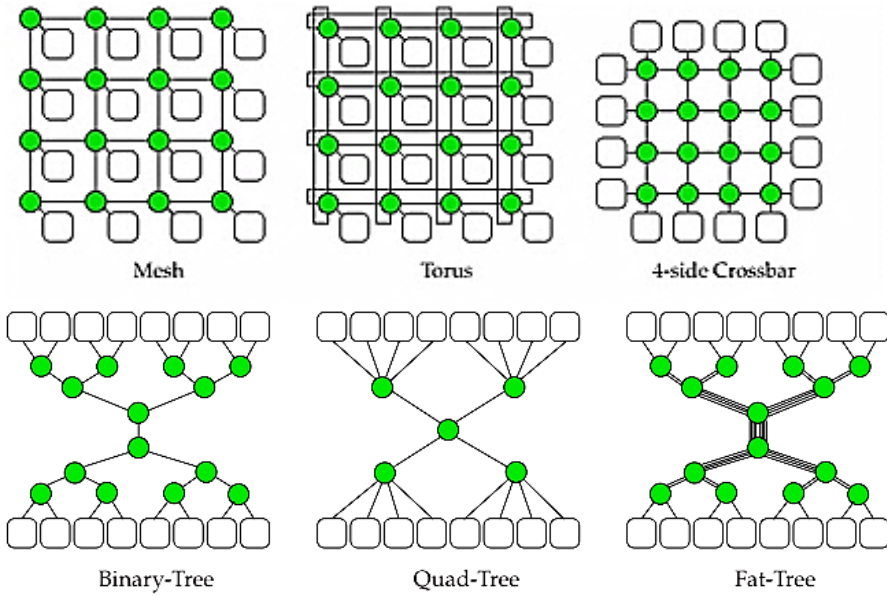 Mesh
Torus
4-side Crossbar
Binary-Tree
Quad-Tree
Fat-Tree